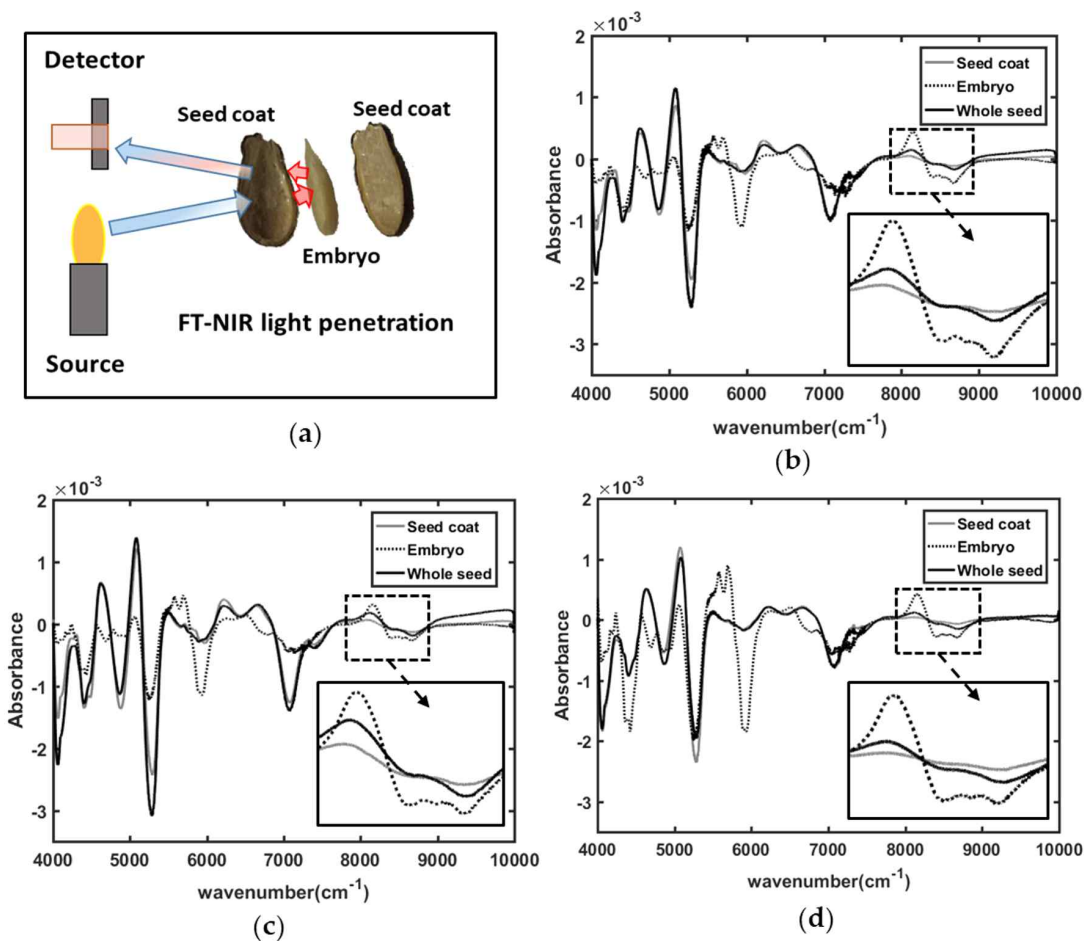 Detector
Seed coat
Seed coat
Embryo
FT-NIR light penetration
Source
(a)
×10⁻³
Seed coat
Embryo
Whole seed
2
1
0
-1
-2
-3
Absorbance
4000 5000 6000 7000 8000 9000 10000
wavenumber(cm⁻¹)
(b)
×10⁻³
Seed coat
Embryo
Whole seed
2
1
0
-1
-2
-3
Absorbance
4000 5000 6000 7000 8000 9000 10000
wavenumber(cm⁻¹)
(c)
×10⁻³
Seed coat
Embryo
Whole seed
2
1
0
-1
-2
-3
Absorbance
4000 5000 6000 7000 8000 9000 10000
wavenumber(cm⁻¹)
(d)